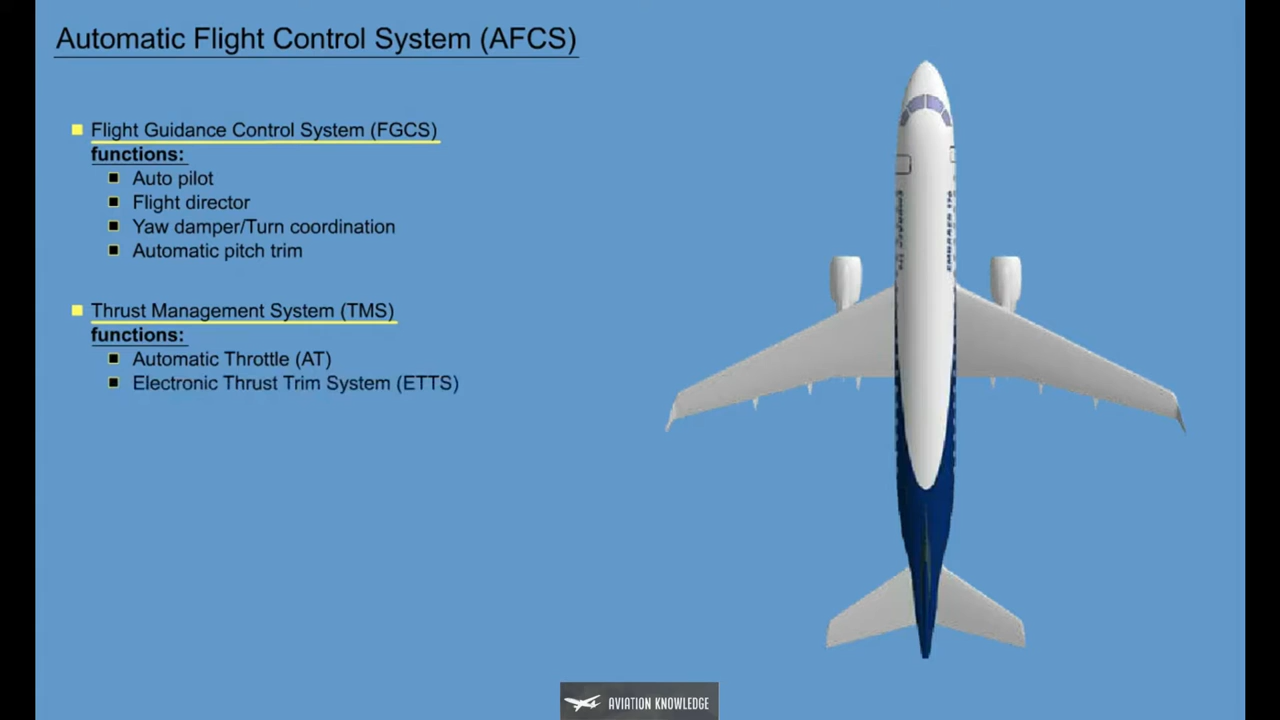 Automatic Flight Control System (AFCS)
Flight Guidance Control System (FGCS)
functions:
Auto pilot
Flight director
Yaw damper/Turn coordination
Automatic pitch trim
Thrust Management System (TMS)
functions:
Automatic Throttle (AT)
Electronic Thrust Trim System (ETTS)
AVIATION KNOWLEDGE